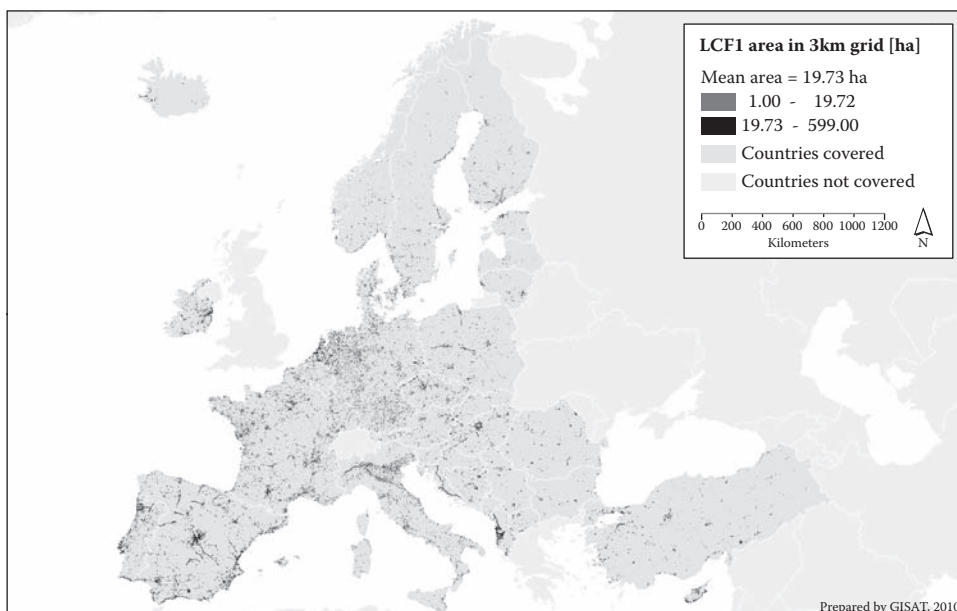 LCF1 area in 3km grid [ha]
Mean area = 19.73 ha
1.00 - 19.72
19.73 - 599.00
Countries covered
Countries not covered
0 200 400 600 800 1000 1200
Kilometers
N
Prepared by GISAT, 2010